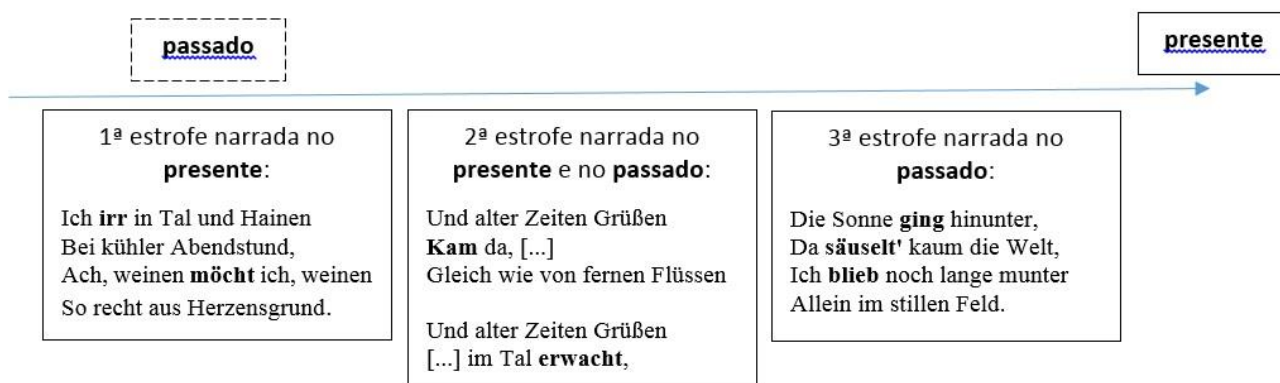 passado
presente
1ª estrofe narrada no
presente:
Ich irr in Tal und Hainen
Bei kühler Abendstund,
Ach, weinen möcht ich, weinen
So recht aus Herzensgrund.
2ª estrofe narrada no
presente e no passado:
Und alter Zeiten Grüßen
Kam da, [...]
Gleich wie von fernen Flüssen
Und alter Zeiten Grüßen
[...] im Tal erwacht,
3ª estrofe narrada no
passado:
Die Sonne ging hinunter,
Da säuselt' kaum die Welt,
Ich blieb noch lange munter
Allein im stillen Feld.